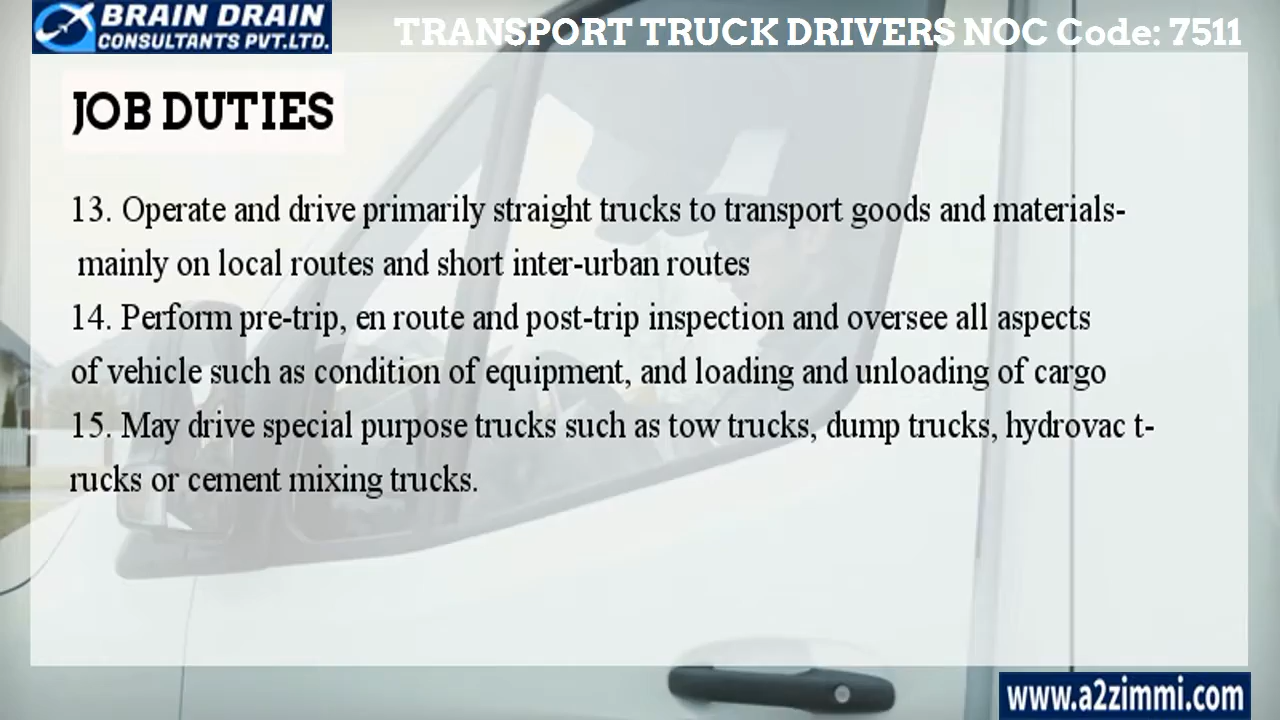 BRAIN DRAIN
CONSULTANTS PVT.LTD.
TRANSPORT TRUCK DRIVERS NOC Code: 7511
JOB DUTIES
13. Operate and drive primarily straight trucks to transport goods and materials-
mainly on local routes and short inter-urban routes
14. Perform pre-trip, en route and post-trip inspection and oversee all aspects
of vehicle such as condition of equipment, and loading and unloading of cargo
15. May drive special purpose trucks such as tow trucks, dump trucks, hydrovac t-
rucks or cement mixing trucks.
www.a2zimmi.com